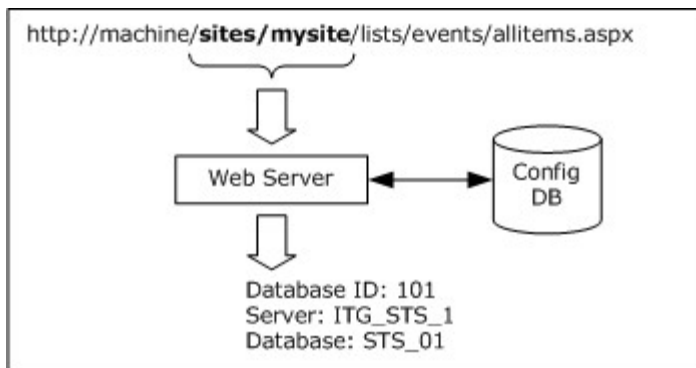 http://machine/sites/mysite/lists/events/allitems.aspx
Web Server
Config
DB
Database ID: 101
Server: ITG_STS_1
Database: STS_01